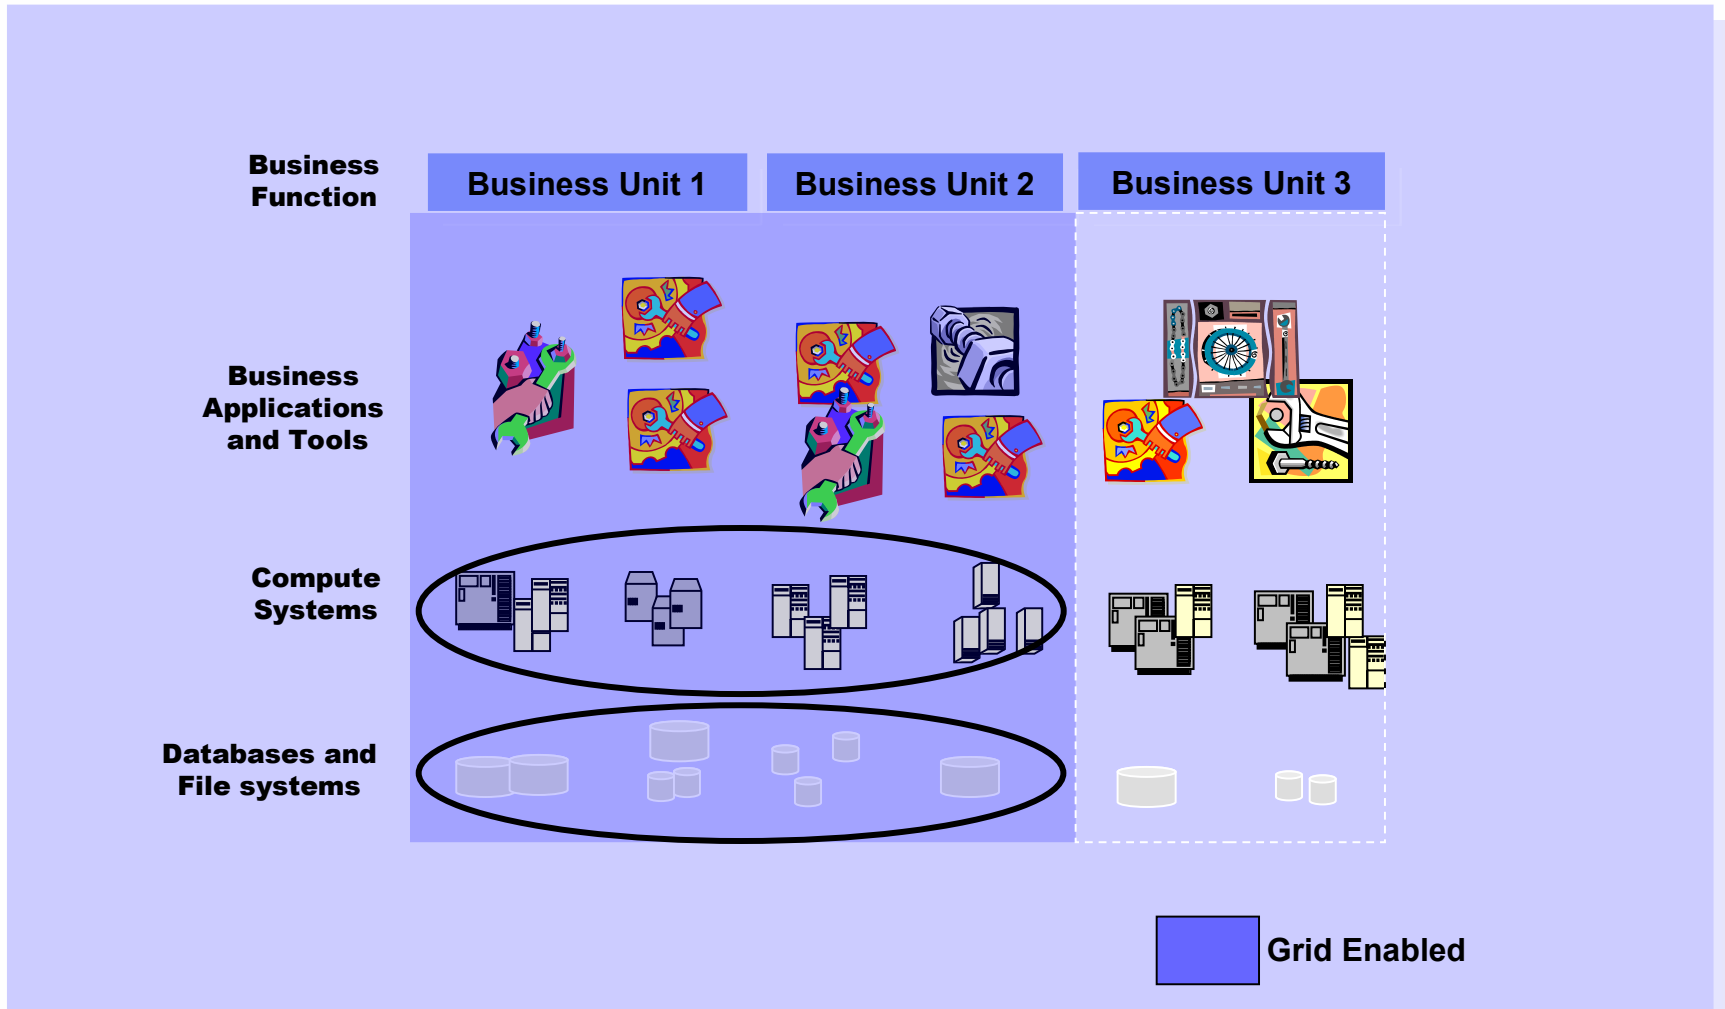 Business
Function
Business Unit 1
Business Unit 2
Business Unit 3
Business
Applications
and Tools
Compute
Systems
Databases and
File systems
Grid Enabled